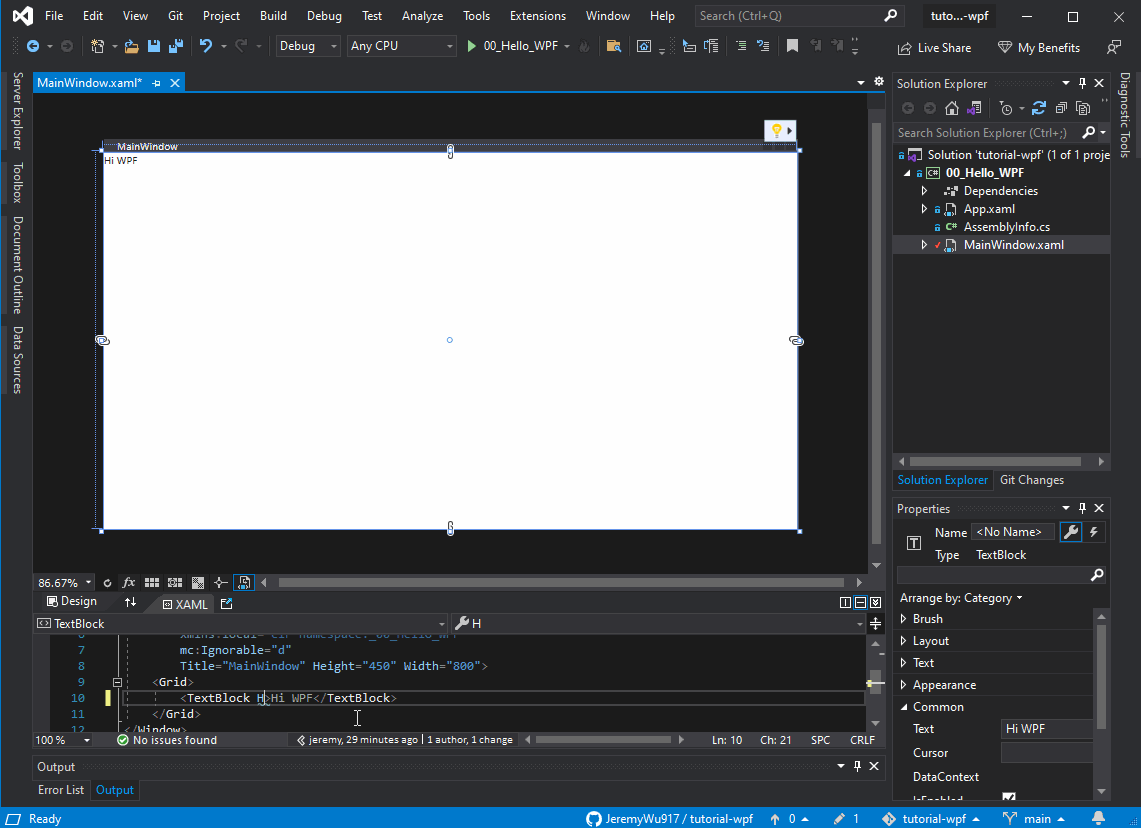 File Edit View Git Project Build Debug Test Analyze Tools Extensions Window Help Search (Ctrl+Q) tuto...-wpf
Debug Any CPU 00_Hello_WPF Live Share My Benefits
Server Explorer
Toolbox
Document Outline
Data Sources
MainWindow.xaml*
MainWindow
Hi WPF
86.67% fx
Design XAML
TextBlock H
7 mc:Ignorable="d"
8 Title="MainWindow" Height="450" Width="800">
9 <Grid>
10 <TextBlock H>Hi WPF</TextBlock>
11 </Grid>
12 </Window>
100 % No issues found jeremy, 29 minutes ago | 1 author, 1 change Ln: 10 Ch: 21 SPC CRLF
Output
Error List Output
Solution Explorer
Search Solution Explorer (Ctrl+;)
Solution 'tutorial-wpf' (1 of 1 proje
C# 00_Hello_WPF
Dependencies
App.xaml
C# AssemblyInfo.cs
MainWindow.xaml
Solution Explorer Git Changes
Properties
Name <No Name>
Type TextBlock
Arrange by: Category
Brush
Layout
Text
Appearance
Common
Text Hi WPF
Cursor
DataContext
IsEnabled
Diagnostic Tools
Ready JeremyWu917 / tutorial-wpf 0 1 tutorial-wpf main